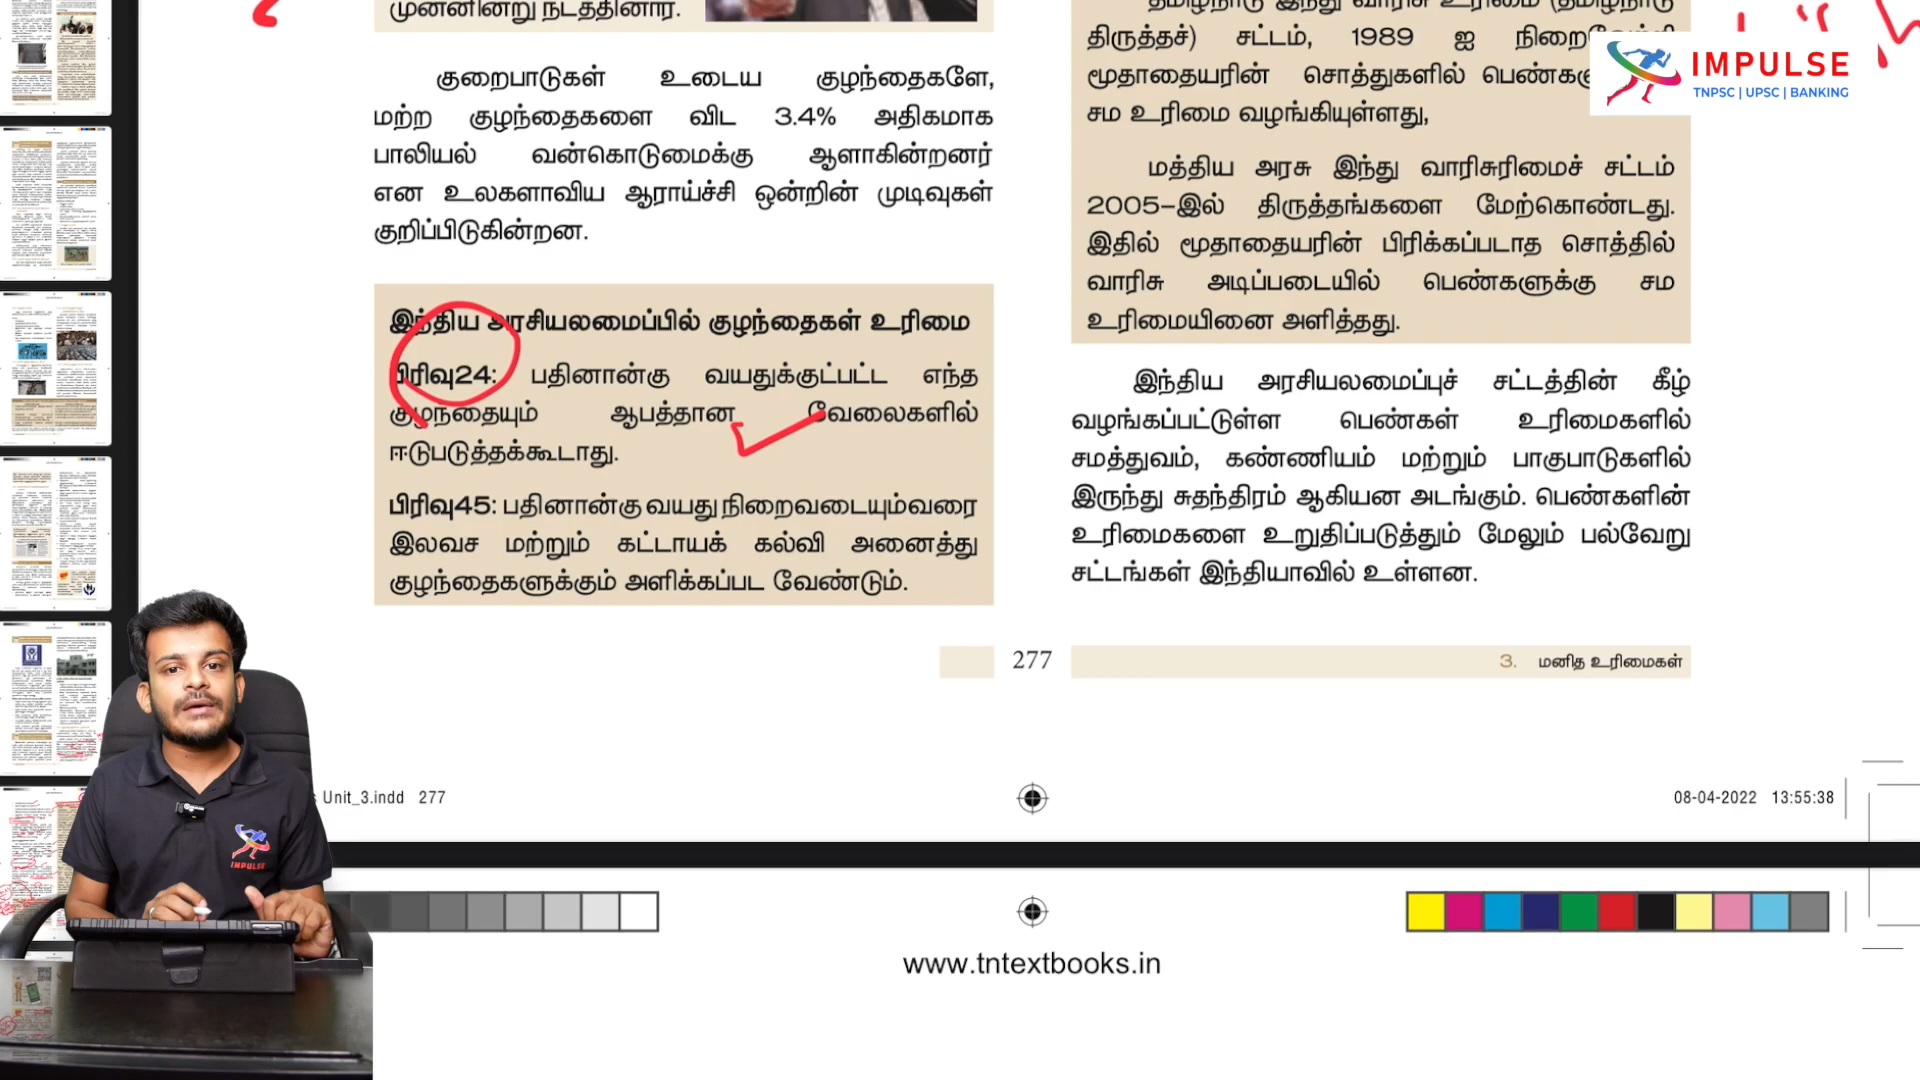 முன்னின்று நடத்தினார்.
குறைபாடுகள் உடைய குழந்தைகளே,
மற்ற குழந்தைகளை விட 3.4% அதிகமாக
பாலியல் வன்கொடுமைக்கு ஆளாகின்றனர்
என உலகளாவிய ஆராய்ச்சி ஒன்றின் முடிவுகள்
குறிப்பிடுகின்றன.
இந்திய அரசியலமைப்பில் குழந்தைகள் உரிமை
பிரிவு24: பதினான்கு வயதுக்குட்பட்ட எந்த
குழந்தையும் ஆபத்தான வேலைகளில்
ஈடுபடுத்தக்கூடாது.
பிரிவு45: பதினான்கு வயது நிறைவடையும்வரை
இலவச மற்றும் கட்டாயக் கல்வி அனைத்து
குழந்தைகளுக்கும் அளிக்கப்பட வேண்டும்.
தமிழ்நாடு இந்து வாரிசு உரிமை (தமிழ்நாடு
திருத்தச்) சட்டம், 1989 ஐ
மூதாதையரின் சொத்துகளில்
சம உரிமை வழங்கியுள்ளது,
மத்திய அரசு இந்து வாரிசுரிமைச் சட்டம்
2005-இல் திருத்தங்களை மேற்கொண்டது.
இதில் மூதாதையரின் பிரிக்கப்படாத சொத்தில்
வாரிசு அடிப்படையில் பெண்களுக்கு சம
உரிமையினை அளித்தது.
இந்திய அரசியலமைப்புச் சட்டத்தின் கீழ்
வழங்கப்பட்டுள்ள பெண்கள் உரிமைகளில்
சமத்துவம், கண்ணியம் மற்றும் பாகுபாடுகளில்
இருந்து சுதந்திரம் ஆகியன அடங்கும். பெண்களின்
உரிமைகளை உறுதிப்படுத்தும் மேலும் பல்வேறு
சட்டங்கள் இந்தியாவில் உள்ளன.
IMPULSE
TNPSC | UPSC | BANKING
277
3. மனித உரிமைகள்
Unit_3.indd 277
08-04-2022 13:55:38
IMPULSE
www.tntextbooks.in